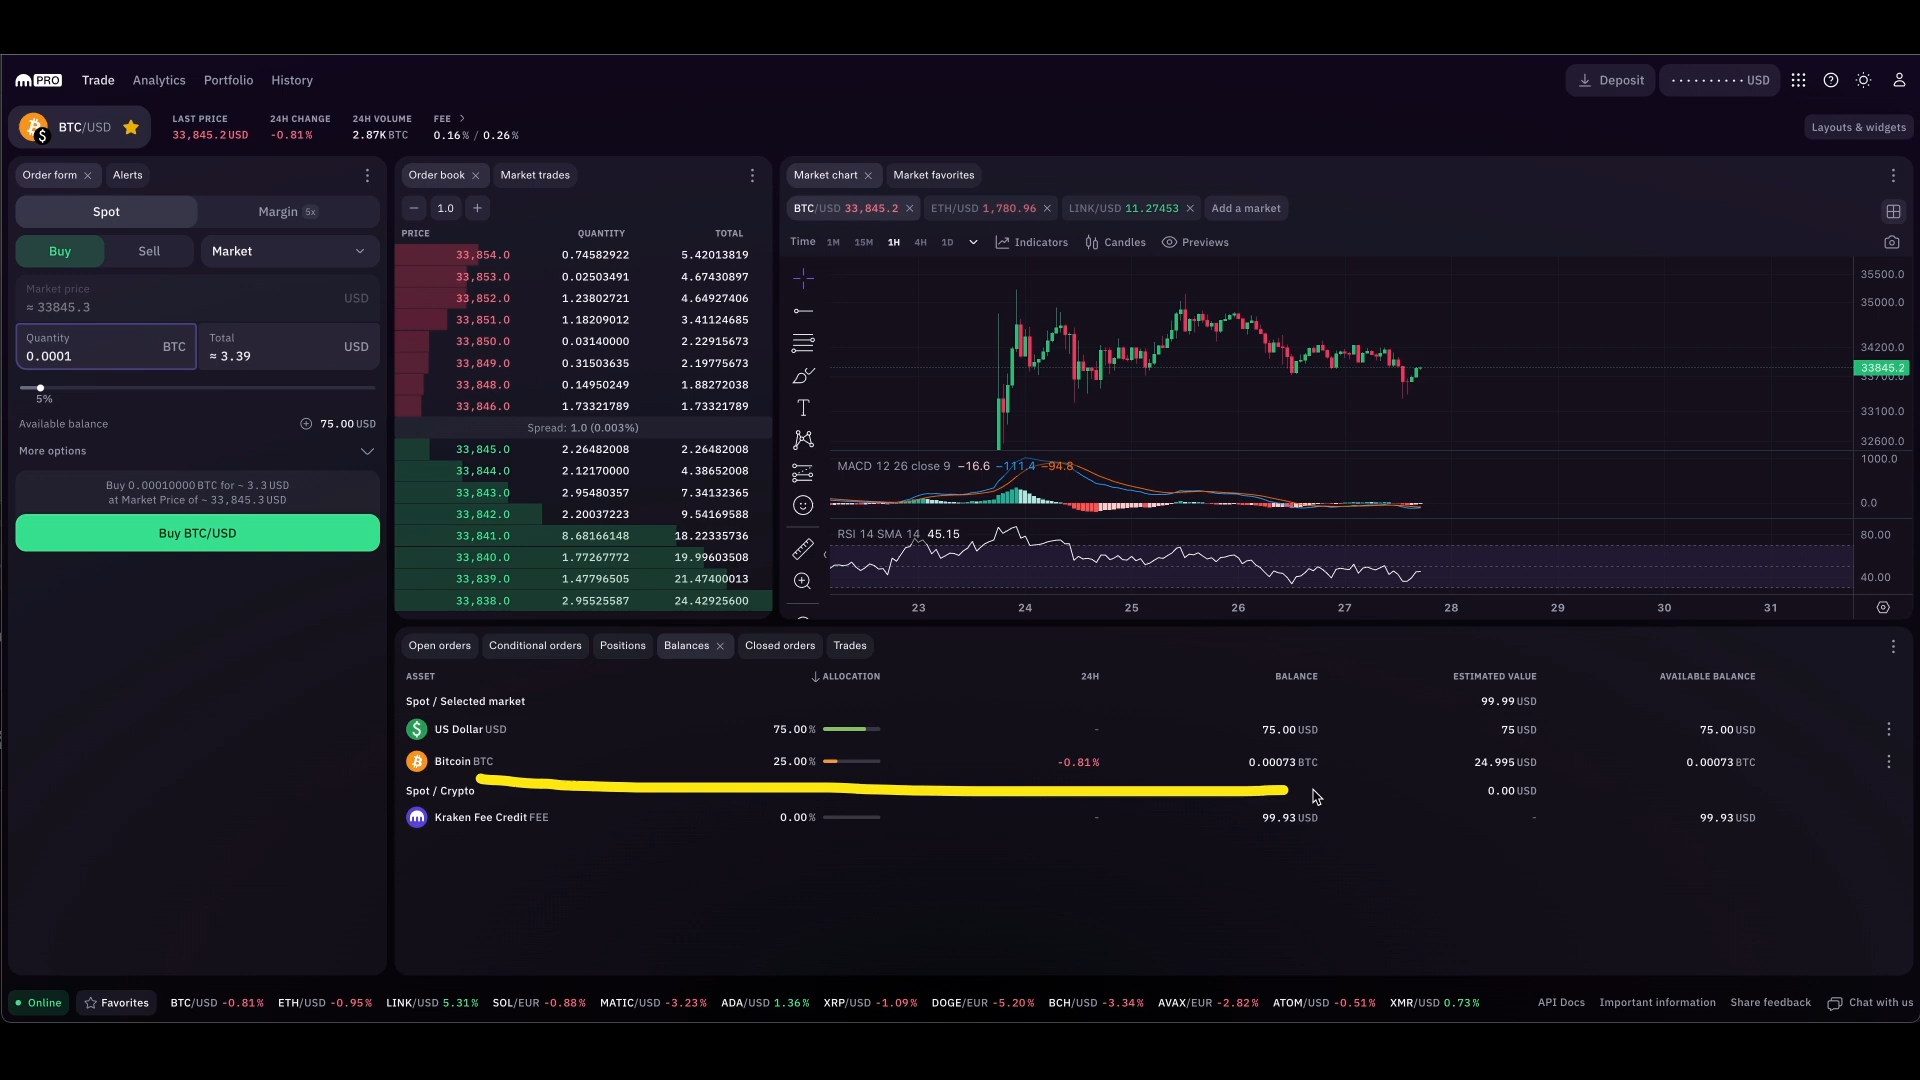 PRO Trade Analytics Portfolio History Deposit ·········· USD
BTC/USD LAST PRICE 24H CHANGE 24H VOLUME FEE
33,845.2 USD -0.81% 2.87K BTC 0.16% / 0.26% Layouts & widgets
Order form Alerts
Spot Margin 5x
Buy Sell Market
Market price
≈ 33845.3 USD
Quantity Total
0.0001 BTC ≈ 3.39 USD
5%
Available balance 75.00 USD
More options
Buy 0.00010000 BTC for ~ 3.3 USD
at Market Price of ~ 33,845.3 USD
Buy BTC/USD
Order book Market trades
1.0
PRICE QUANTITY TOTAL
33,854.0 0.74582922 5.42013819
33,853.0 0.02503491 4.67430897
33,852.0 1.23802721 4.64927406
33,851.0 1.18209012 3.41124685
33,850.0 0.03140000 2.22915673
33,849.0 0.31503635 2.19775673
33,848.0 0.14950249 1.88272038
33,846.0 1.73321789 1.73321789
Spread: 1.0 (0.003%)
33,845.0 2.26482008 2.26482008
33,844.0 2.12170000 4.38652008
33,843.0 2.95480357 7.34132365
33,842.0 2.20037223 9.54169588
33,841.0 8.68166148 18.22335736
33,840.0 1.77267772 19.99603508
33,839.0 1.47796505 21.47400013
33,838.0 2.95525587 24.42925600
Market chart Market favorites
BTC/USD 33,845.2 ETH/USD 1,780.96 LINK/USD 11.27453 Add a market
Time 1M 15M 1H 4H 1D Indicators Candles Previews
35500.0
35000.0
34200.0
33845.2
33700.0
33100.0
32600.0
MACD 12 26 close 9 −16.6 −111.4 −94.8 1000.0
0.0
RSI 14 SMA 14 45.15 80.00
40.00
23 24 25 26 27 28 29 30 31
Open orders Conditional orders Positions Balances Closed orders Trades
ASSET ALLOCATION 24H BALANCE ESTIMATED VALUE AVAILABLE BALANCE
Spot / Selected market 99.99 USD
US Dollar USD 75.00% - 75.00 USD 75 USD 75.00 USD
Bitcoin BTC 25.00% -0.81% 0.00073 BTC 24.995 USD 0.00073 BTC
Spot / Crypto 0.00 USD
Kraken Fee Credit FEE 0.00% - 99.93 USD - 99.93 USD
Online Favorites BTC/USD -0.81% ETH/USD -0.95% LINK/USD 5.31% SOL/EUR -0.88% MATIC/USD -3.23% ADA/USD 1.36% XRP/USD -1.09% DOGE/EUR -5.20% BCH/USD -3.34% AVAX/EUR -2.82% ATOM/USD -0.51% XMR/USD 0.73% API Docs Important information Share feedback Chat with us